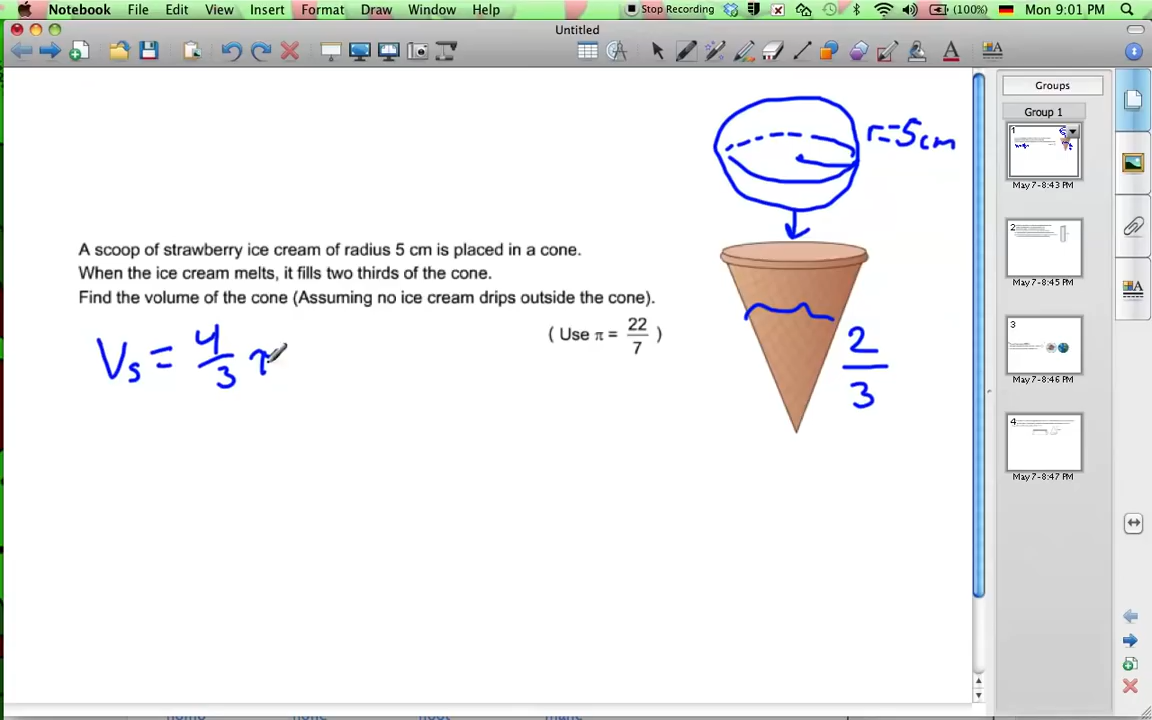 Notebook File Edit View Insert Format Draw Window Help Stop Recording (100%) Mon 9:01 PM
Untitled
Groups
Group 1
1
May 7-8:43 PM
2
May 7-8:45 PM
3
May 7-8:46 PM
4
May 7-8:47 PM
r=5cm
A scoop of strawberry ice cream of radius 5 cm is placed in a cone.
When the ice cream melts, it fills two thirds of the cone.
Find the volume of the cone (Assuming no ice cream drips outside the cone).
( Use π = 22/7 )
Vs = 4/3 π
2/3